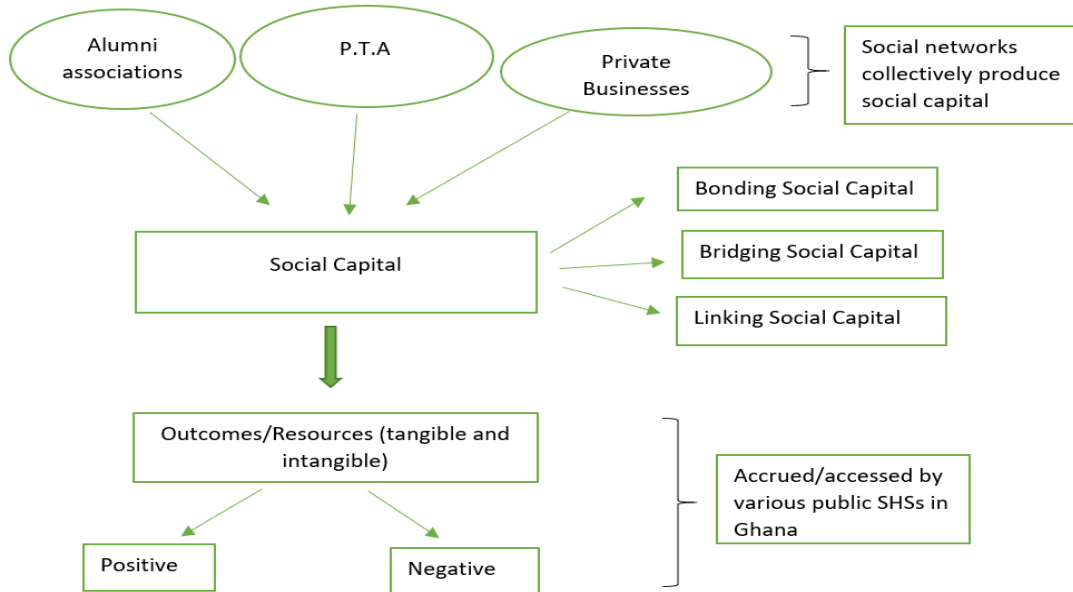 Alumni
associations
P.T.A
Private
Businesses
Social networks
collectively produce
social capital
Social Capital
Bonding Social Capital
Bridging Social Capital
Linking Social Capital
Outcomes/Resources (tangible and
intangible)
Accrued/accessed by
various public SHSs in
Ghana
Positive
Negative